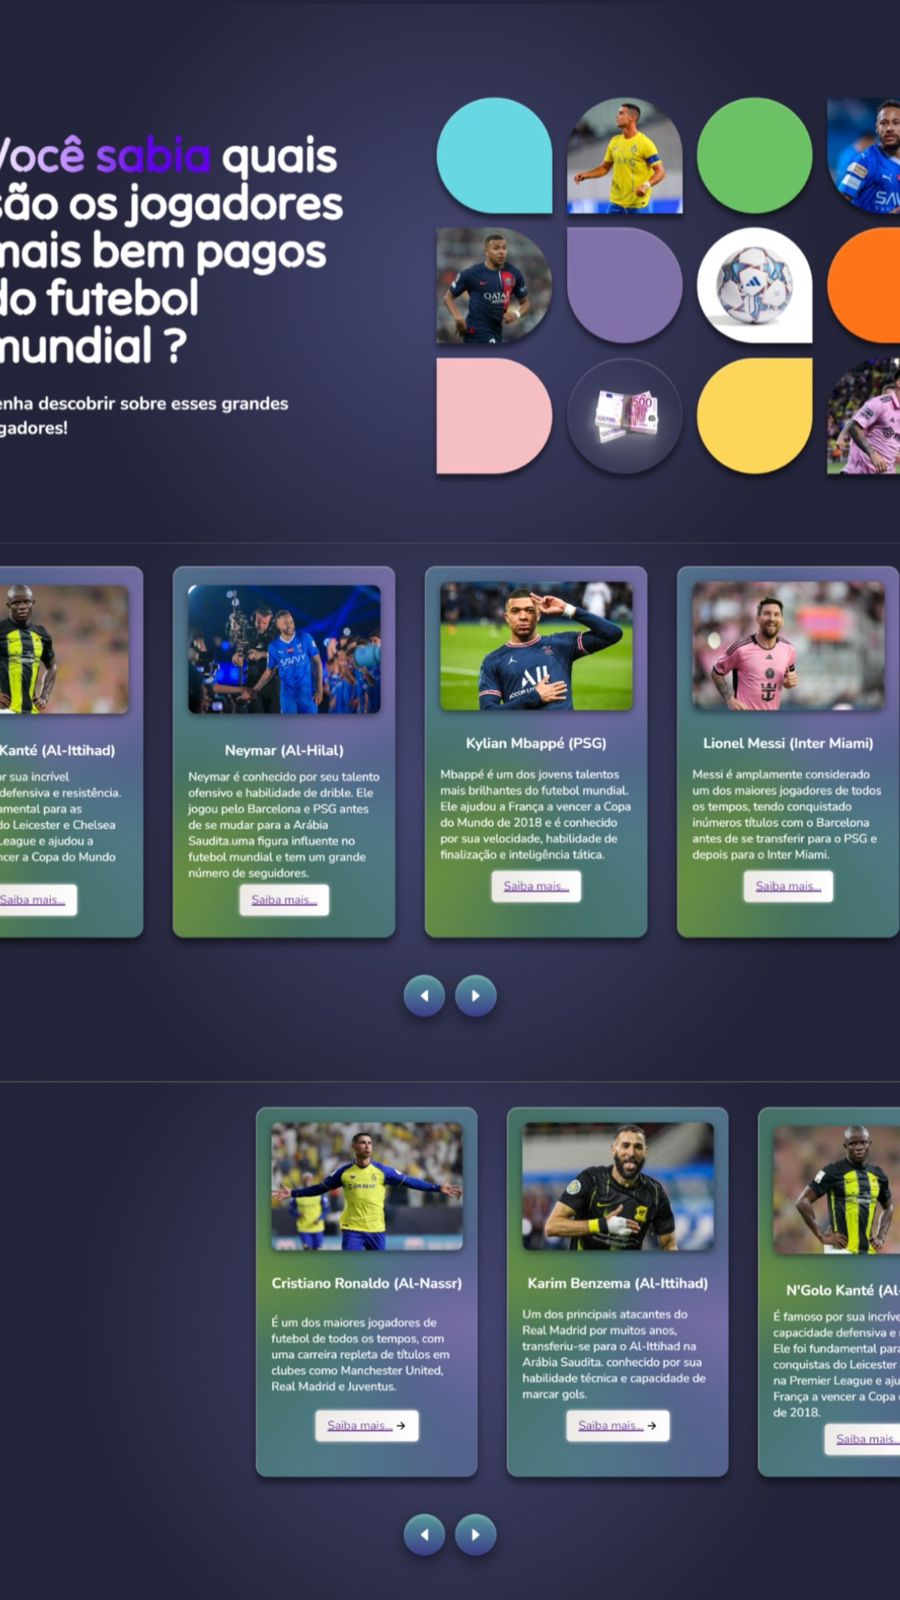 Você sabia quais
são os jogadores
mais bem pagos
do futebol
mundial ?
enha descobrir sobre esses grandes
gadores!
QATAR
500
Kanté (Al-Ittihad)
or sua incrível
defensiva e resistência.
amental para as
do Leicester e Chelsea
League e ajudou a
ncer a Copa do Mundo
Saiba mais...
SAVVY
Neymar (Al-Hilal)
Neymar é conhecido por seu talento
ofensivo e habilidade de drible. Ele
jogou pelo Barcelona e PSG antes
de se mudar para a Arábia
Saudita.uma figura influente no
futebol mundial e tem um grande
número de seguidores.
Saiba mais...
ALL
Kylian Mbappé (PSG)
Mbappé é um dos jovens talentos
mais brilhantes do futebol mundial.
Ele ajudou a França a vencer a Copa
do Mundo de 2018 e é conhecido
por sua velocidade, habilidade de
finalização e inteligência tática.
Saiba mais...
Lionel Messi (Inter Miami)
Messi é amplamente considerado
um dos maiores jogadores de todos
os tempos, tendo conquistado
inúmeros títulos com o Barcelona
antes de se transferir para o PSG e
depois para o Inter Miami.
Saiba mais...
Cristiano Ronaldo (Al-Nassr)
É um dos maiores jogadores de
futebol de todos os tempos, com
uma carreira repleta de títulos em
clubes como Manchester United,
Real Madrid e Juventus.
Saiba mais...
Karim Benzema (Al-Ittihad)
Um dos principais atacantes do
Real Madrid por muitos anos,
transferiu-se para o Al-Ittihad na
Arábia Saudita. conhecido por sua
habilidade técnica e capacidade de
marcar gols.
Saiba mais...
N'Golo Kanté (Al-
É famoso por sua incríve
capacidade defensiva e
Ele foi fundamental para
conquistas do Leicester
na Premier League e aju
França a vencer a Copa
de 2018.
Saiba mais...